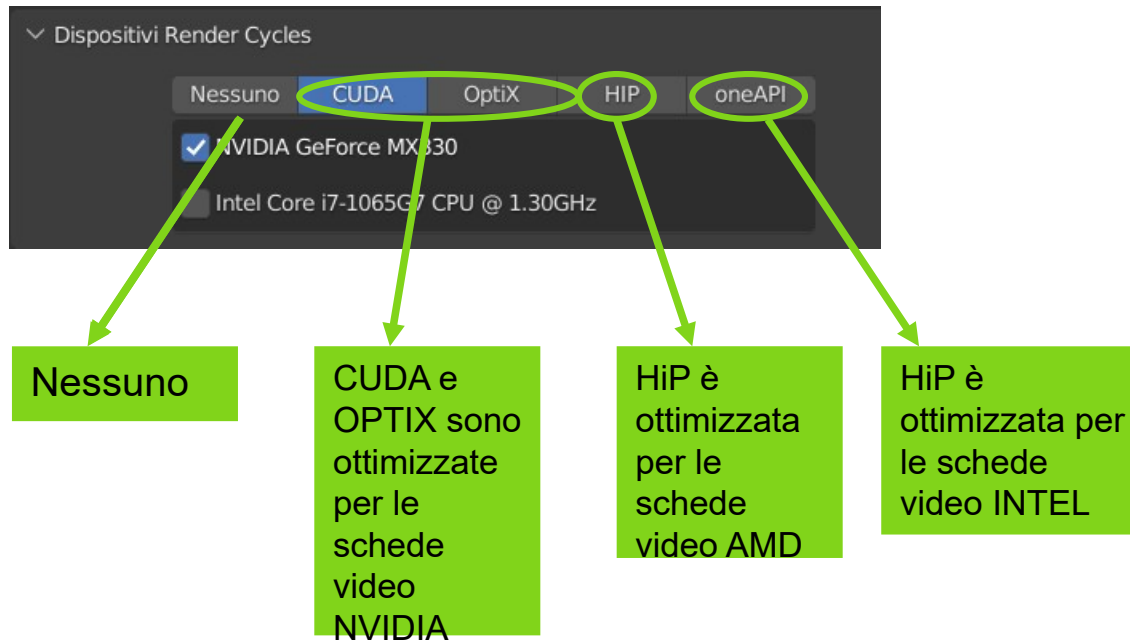 Dispositivi Render Cycles
Nessuno CUDA OptiX HIP oneAPI
NVIDIA GeForce MX330
Intel Core i7-1065G7 CPU @ 1.30GHz
Nessuno
CUDA e
OPTIX sono
ottimizzate
per le
schede
video
NVIDIA
HiP è
ottimizzata
per le
schede
video AMD
HiP è
ottimizzata per
le schede
video INTEL